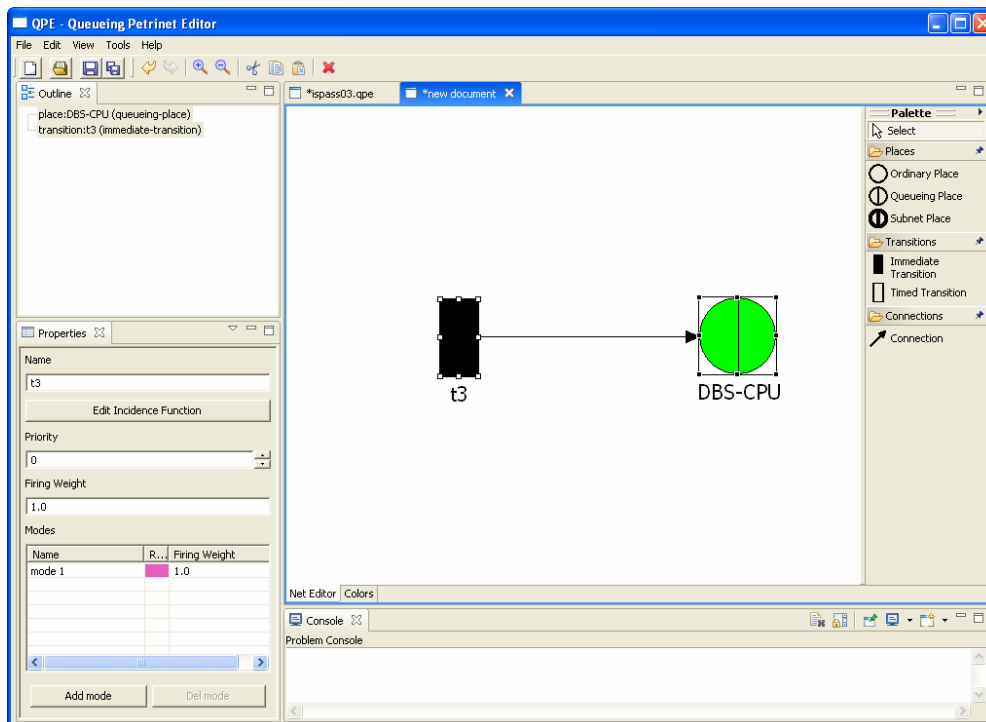 QPE - Queueing Petrinet Editor
File Edit View Tools Help
Outline
place:DBS-CPU (queueing-place)
transition:t3 (immediate-transition)
*ispass03.qpe
*new document
t3
DBS-CPU
Palette
Select
Places
Ordinary Place
Queueing Place
Subnet Place
Transitions
Immediate
Transition
Timed Transition
Connections
Connection
Properties
Name
t3
Edit Incidence Function
Priority
0
Firing Weight
1.0
Modes
Name R... Firing Weight
mode 1 1.0
Add mode Del mode
Net Editor Colors
Console
Problem Console